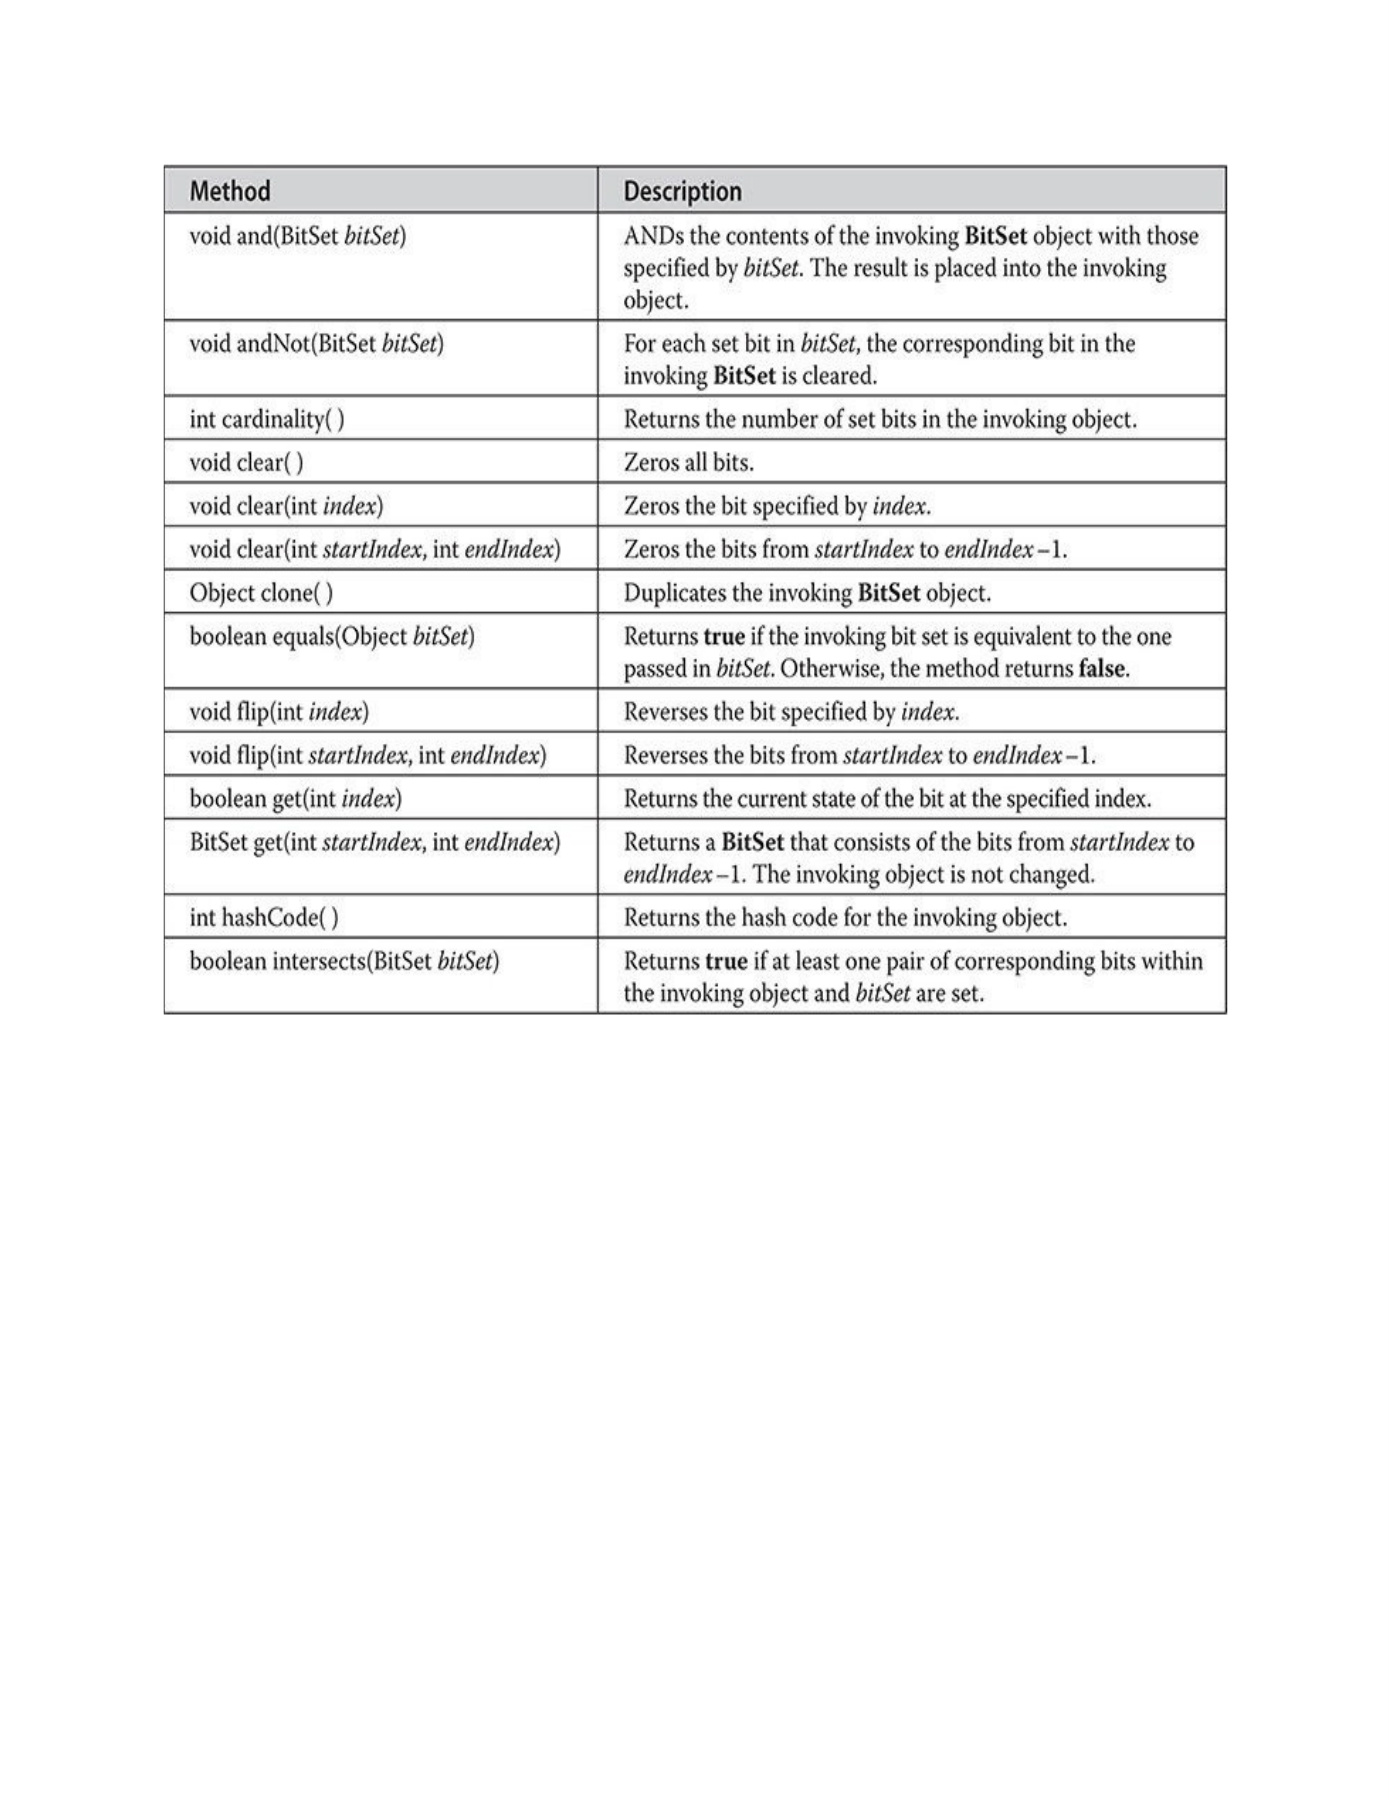 Method Description
void and(BitSet bitSet) ANDs the contents of the invoking BitSet object with those
specified by bitSet. The result is placed into the invoking
object.
void andNot(BitSet bitSet) For each set bit in bitSet, the corresponding bit in the
invoking BitSet is cleared.
int cardinality( ) Returns the number of set bits in the invoking object.
void clear( ) Zeros all bits.
void clear(int index) Zeros the bit specified by index.
void clear(int startIndex, int endIndex) Zeros the bits from startIndex to endIndex–1.
Object clone( ) Duplicates the invoking BitSet object.
boolean equals(Object bitSet) Returns true if the invoking bit set is equivalent to the one
passed in bitSet. Otherwise, the method returns false.
void flip(int index) Reverses the bit specified by index.
void flip(int startIndex, int endIndex) Reverses the bits from startIndex to endIndex–1.
boolean get(int index) Returns the current state of the bit at the specified index.
BitSet get(int startIndex, int endIndex) Returns a BitSet that consists of the bits from startIndex to
endIndex–1. The invoking object is not changed.
int hashCode( ) Returns the hash code for the invoking object.
boolean intersects(BitSet bitSet) Returns true if at least one pair of corresponding bits within
the invoking object and bitSet are set.